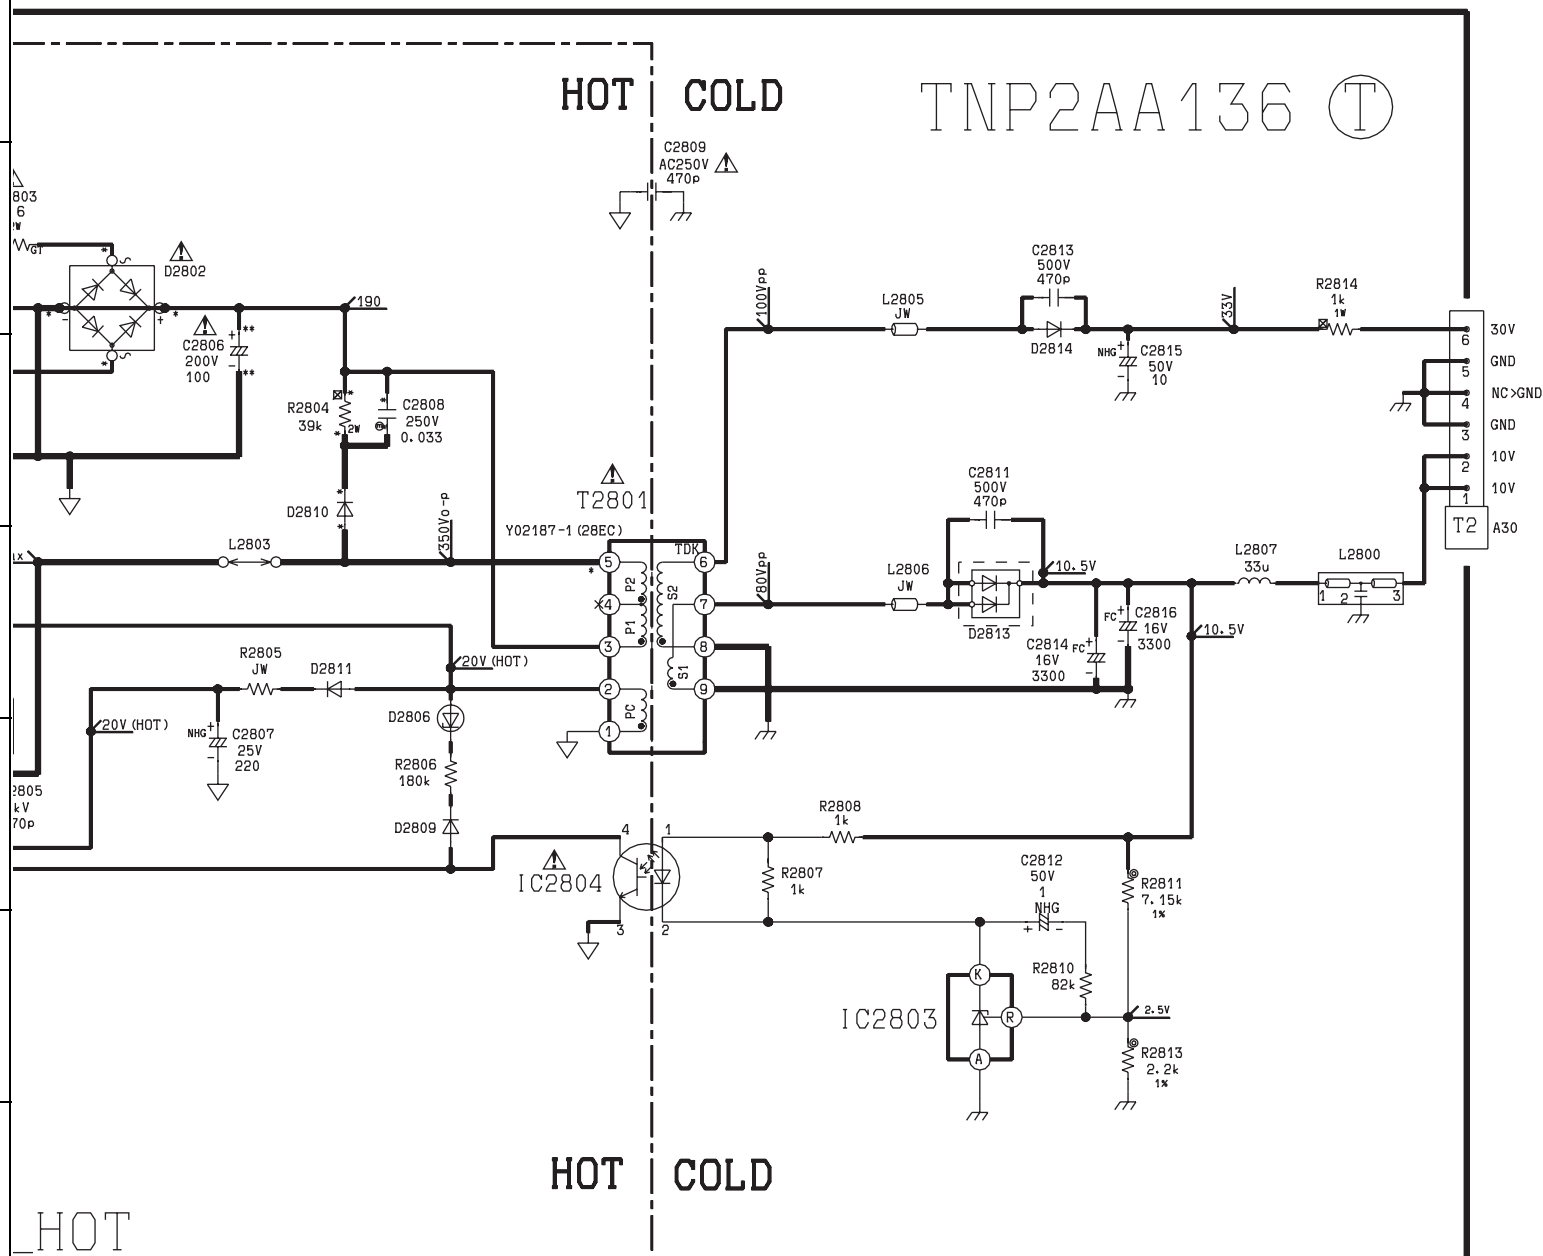 HOT COLD
TNP2AA136 T
C2809
AC250V
470p
803
6
W
GT
D2802
190
C2806
200V
100
R2804
39k
2W
C2808
250V
0.033
D2810
L2803
350Vo-p
T2801
Y02187-1(28EC)
TDK
5
4
3
2
1
P2
P1
PC
S2
S1
6
7
8
9
100Vpp
L2805
JW
C2813
500V
470p
D2814
NHG
C2815
50V
10
33V
R2814
1k
1W
6 30V
5 GND
4 NC>GND
3 GND
2 10V
1 10V
T2 A30
80Vpp
L2806
JW
C2811
500V
470p
D2813
10.5V
C2814
16V
3300
FC
FC
C2816
16V
3300
10.5V
L2807
33u
L2800
1 2 3
20V(HOT)
R2805
JW
D2811
20V(HOT)
NHG
C2807
25V
220
D2806
R2806
180k
D2809
2805
kV
70p
IC2804
4
3
1
2
R2808
1k
R2807
1k
C2812
50V
1
NHG
R2811
7.15k
1%
R2810
82k
IC2803
K
R
A
2.5V
R2813
2.2k
1%
HOT COLD
_HOT